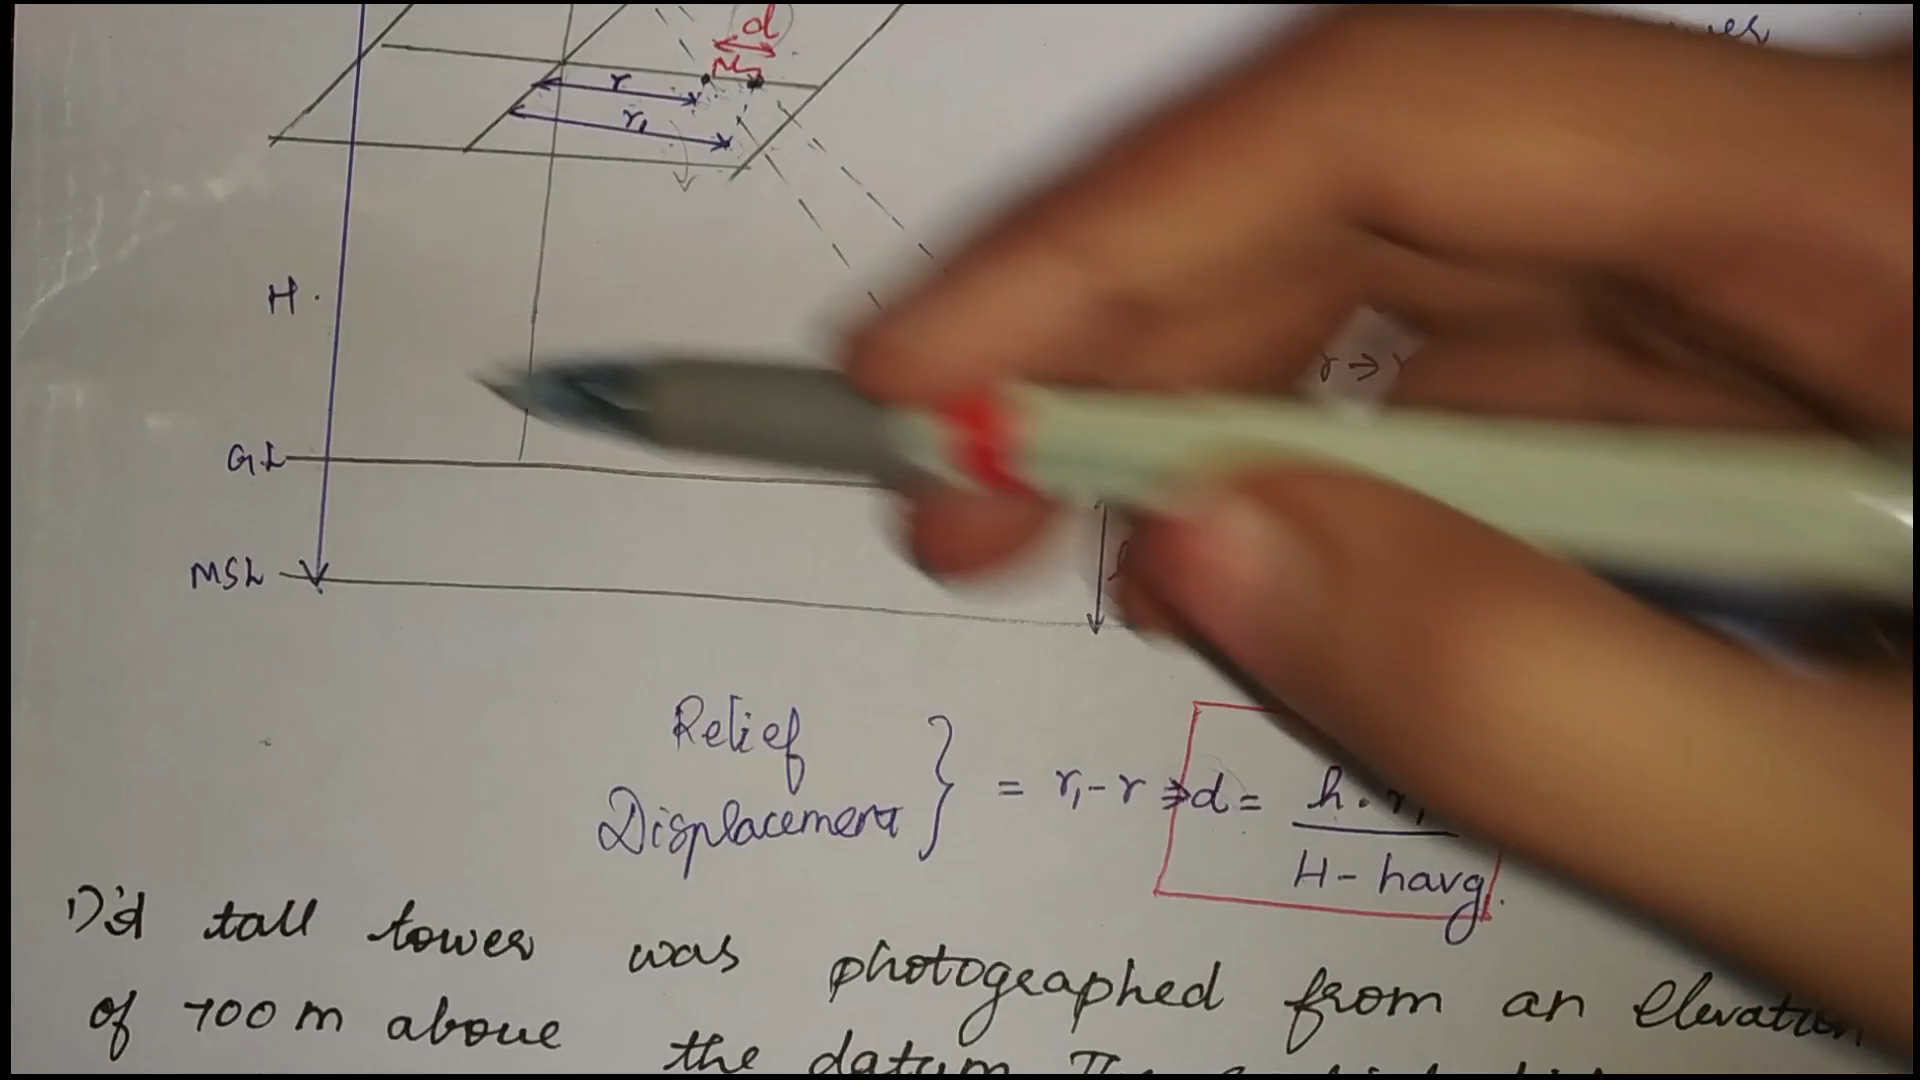 d
r
r₁
H
r →
G.L
MSL
Relief
Displacement } = r₁ - r ⇒ d = h . r₁
H - havg.
1) A tall tower was photographed from an elevation
of 700 m above the datum.